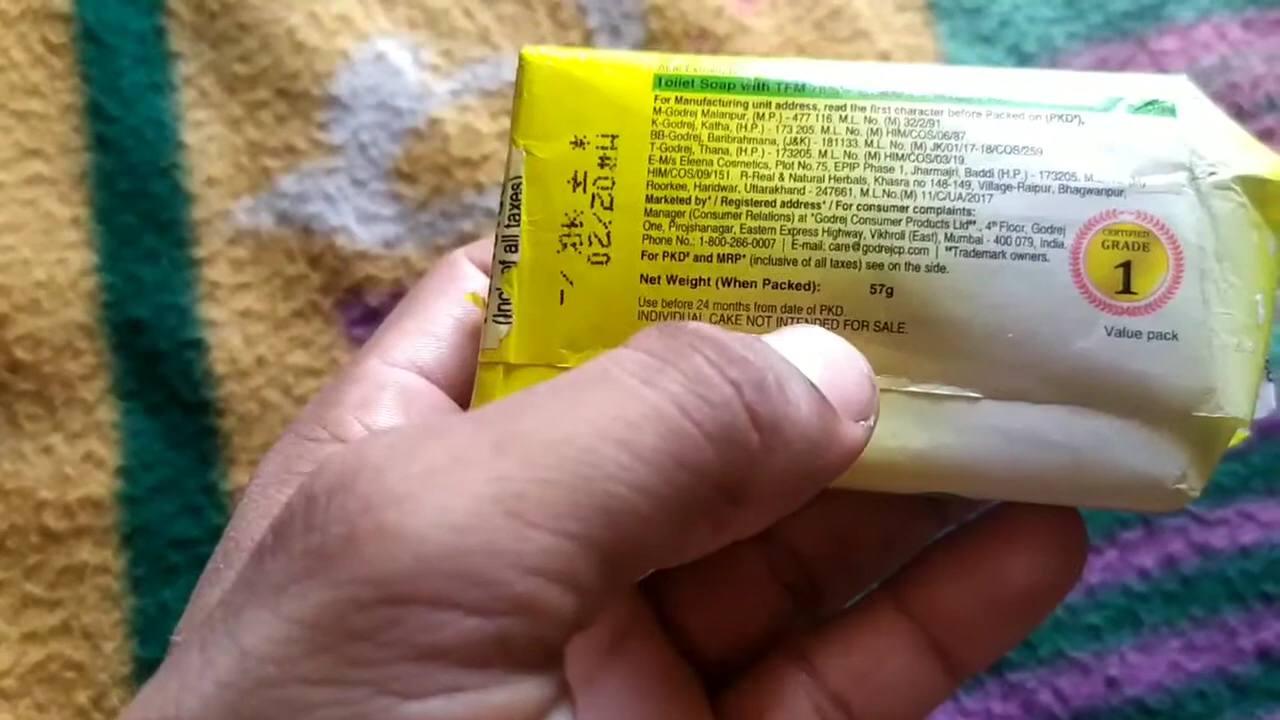 Toilet Soap with TFM
For Manufacturing unit address, read the first character before Packed on (PKD#),
M-Godrej Malanpur, (M.P.) - 477 116. M.L. No. (M) 32/2/91.
K-Godrej, Katha, (H.P.) - 173 205. M.L. No. (M) HIM/COS/06/87.
BB-Godrej, Baribrahmana, (J&K) - 181133. M.L. No. (M) JK/01/17-18/COS/259
T-Godrej, Thana, (H.P.) - 173205. M.L. No. (M) HIM/COS/03/19.
E-M/s Eleena Cosmetics, Plot No.75, EPIP Phase 1, Jharmajri, Baddi (H.P.) - 173205.
HIM/COS/09/151. R-Real & Natural Herbals, Khasra no 148-149, Village-Raipur, Bhagwanpur,
Roorkee, Haridwar, Uttarakhand - 247661, M.L.No.(M) 11/C/UA/2017
Marketed by* / Registered address* / For consumer complaints:
Manager (Consumer Relations) at *Godrej Consumer Products Ltd##., 4th Floor, Godrej
One, Pirojshanagar, Eastern Express Highway, Vikhroli (East), Mumbai - 400 079, India.
Phone No.: 1-800-266-0007 | E-mail: care@godrejcp.com | ##Trademark owners.
For PKD# and MRP* (inclusive of all taxes) see on the side.
Net Weight (When Packed): 57g
Use before 24 months from date of PKD.
INDIVIDUAL CAKE NOT INTENDED FOR SALE.
CERTIFIED
GRADE
1
Value pack
of all taxes)